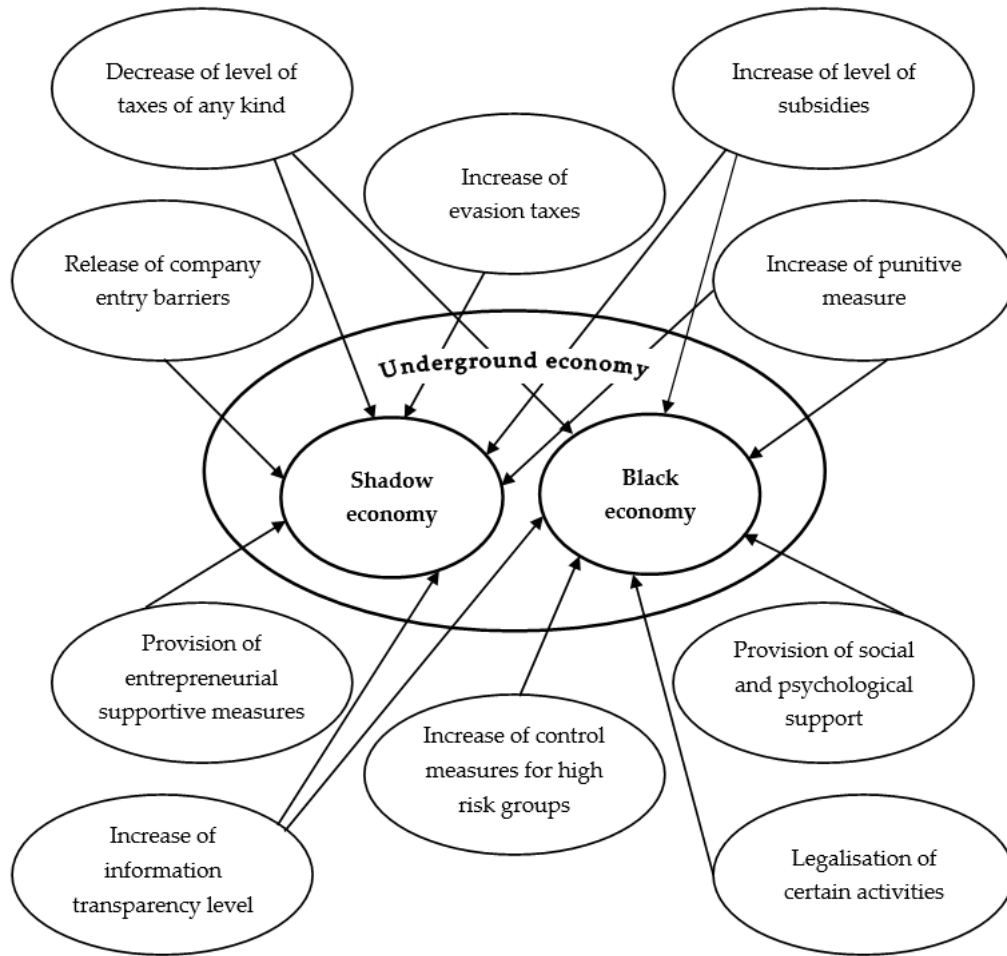 Decrease of level of
taxes of any kind
Increase of level of
subsidies
Increase of
evasion taxes
Release of company
entry barriers
Increase of punitive
measure
Underground economy
Shadow
economy
Black
economy
Provision of
entrepreneurial
supportive measures
Provision of social
and psychological
support
Increase of control
measures for high
risk groups
Increase of
information
transparency level
Legalisation of
certain activities